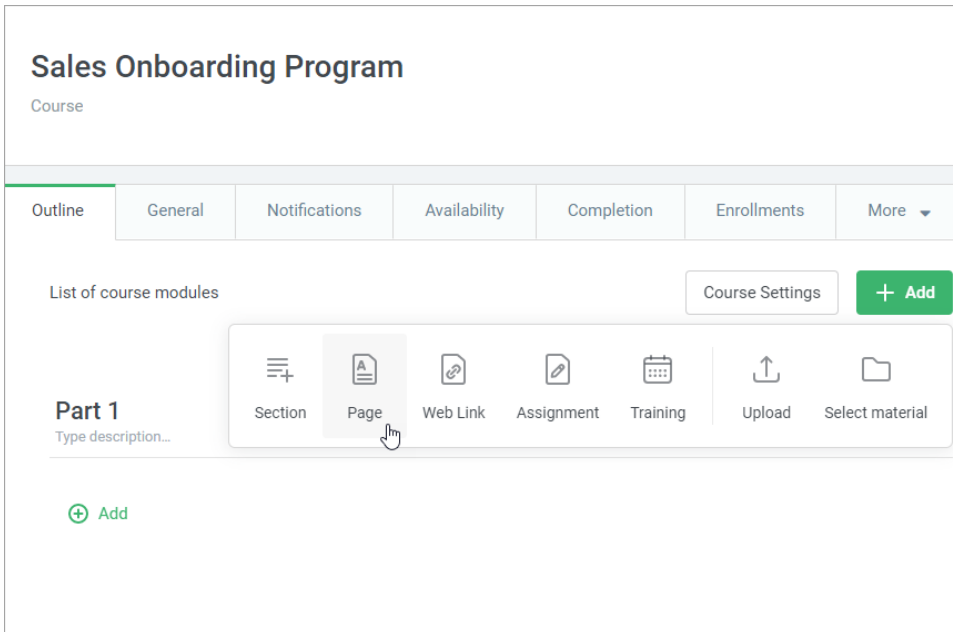 Sales Onboarding Program
Course
Outline General Notifications Availability Completion Enrollments More
List of course modules Course Settings + Add
Section Page Web Link Assignment Training Upload Select material
Part 1
Type description...
Add